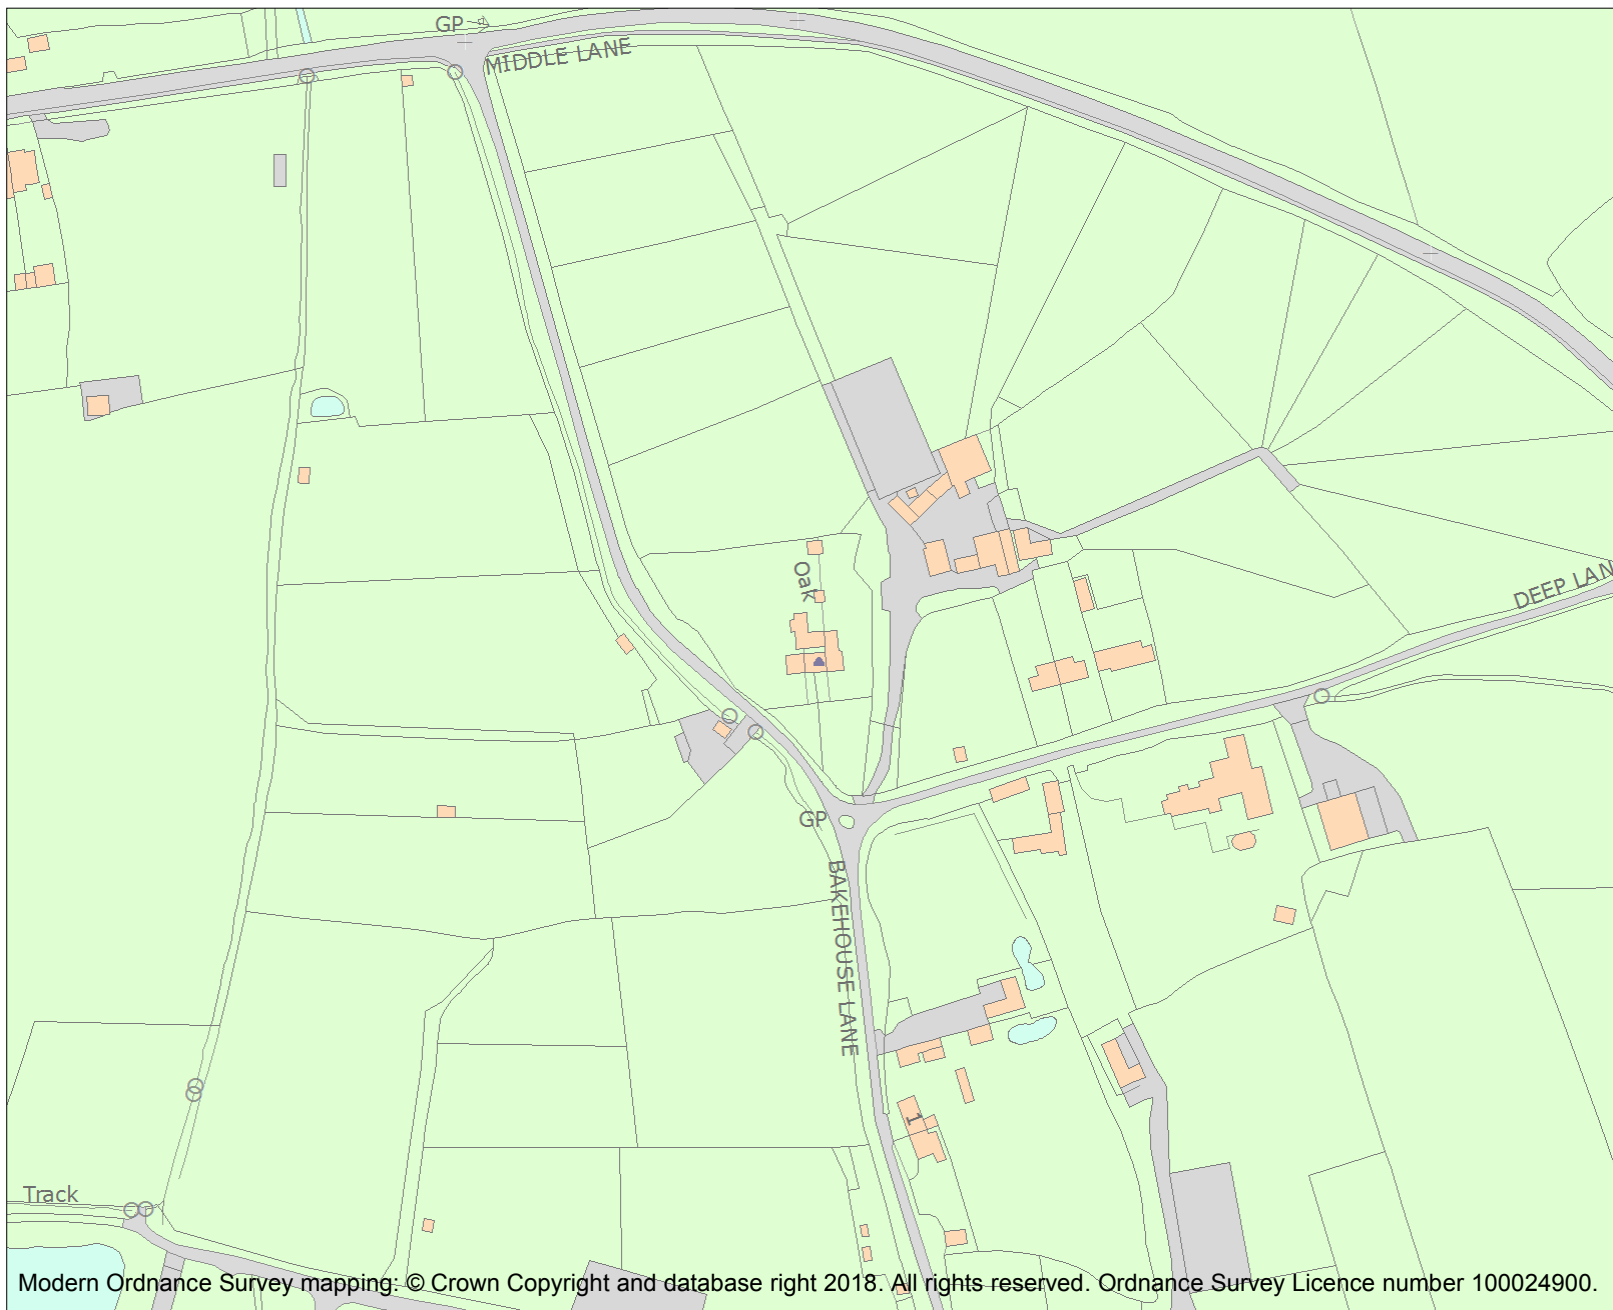 GP
MIDDLE LANE
Oak
DEEP LAN
GP
BAKEHOUSE LANE
1
Track
Modern Ordnance Survey mapping: © Crown Copyright and database right 2018. All rights reserved. Ordnance Survey Licence number 100024900.